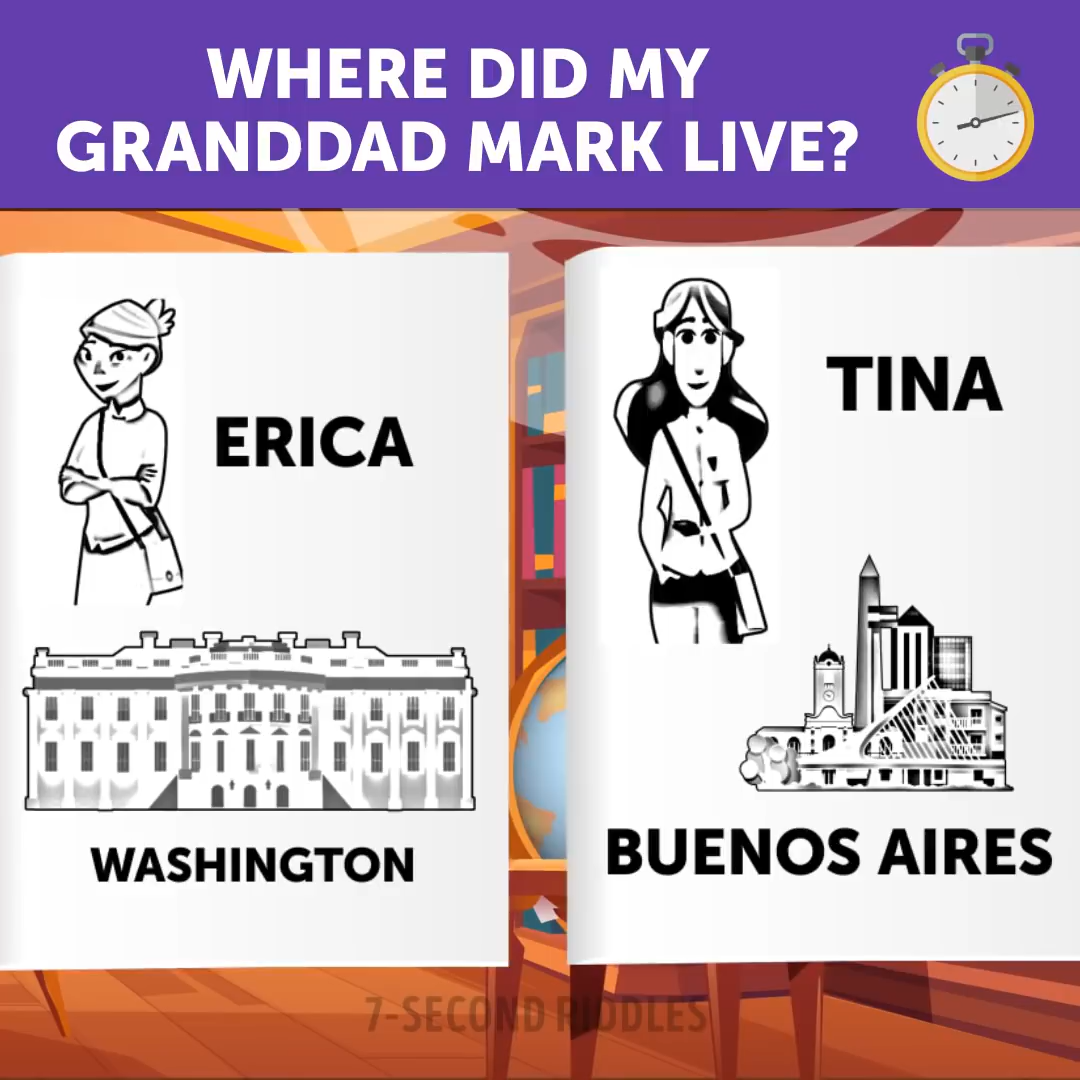 WHERE DID MY
GRANDDAD MARK LIVE?
ERICA
WASHINGTON
TINA
BUENOS AIRES
7-SECOND RIDDLES